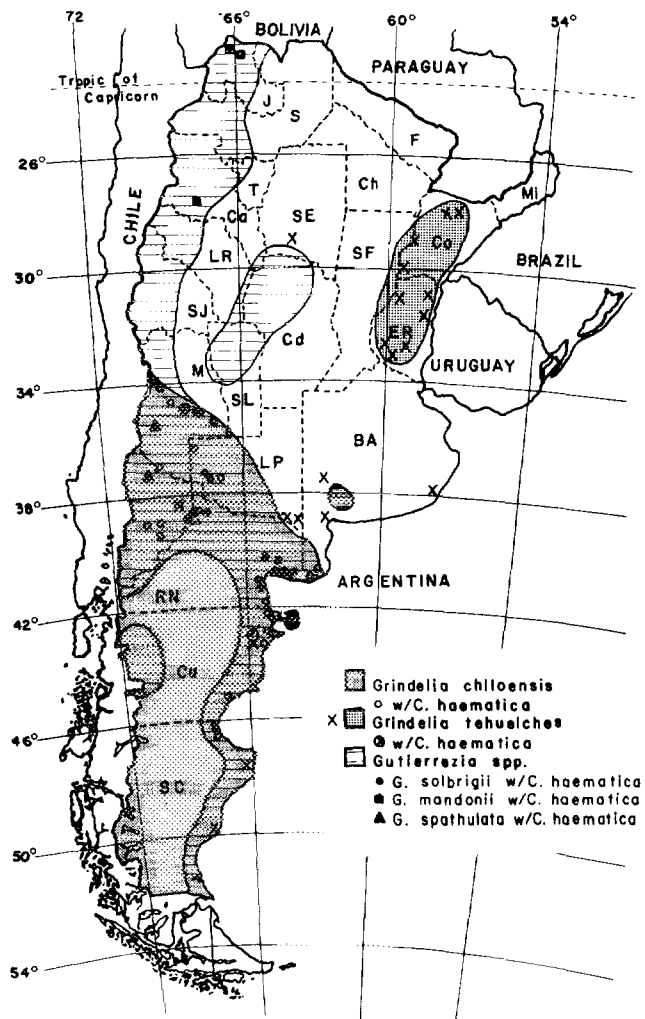 72 66° 60° 54°
BOLIVIA
PARAGUAY
Tropic of
Capricorn
J
S
F
26°
T
Ch
Mi
Ca
SE
CHILE
Co
LR
SF
BRAZIL
30°
SJ
Cd
ER
M
URUGUAY
34°
SL
BA
LP
38°
ARGENTINA
RN
42°
Cu
46°
SC
50°
54°
Grindelia chiloensis
w/C. haematica
X Grindelia tehuelches
w/C. haematica
Gutierrezia spp.
G. solbrigii w/C. haematica
G. mandonii w/C. haematica
G. spathulata w/C. haematica